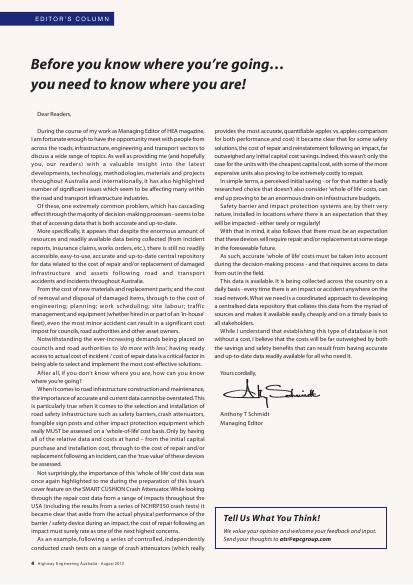 EDITOR'S COLUMN
Before you know where you're going…
you need to know where you are!
Dear Readers,
During the course of my work as Managing Editor of HEA magazine,
I am fortunate enough to have the opportunity meet with people from
across the roads, infrastructure, engineering and transport sectors to
discuss a wide range of topics. As well as providing me (and hopefully
you, our readers) with a valuable insight into the latest
developments, technology, methodologies, materials and projects
throughout Australia and internationally, it has also highlighted
number of significant issues which seem to be affecting many within
the road and transport infrastructure industries.
Of these, one extremely common problem, which has cascading
effect through the majority of decision-making processes - seems to be
that of accessing data that is both accurate and up-to-date.
More specifically, it appears that despite the enormous amount of
resources and readily available data being collected (from incident
reports, insurance claims, works orders, etc.), there is still no readily
accessible, easy-to-use, accurate and up-to-date central repository
for data related to the cost of repair and/or replacement of damaged
infrastructure and assets following road and transport
accidents and incidents throughout Australia.
From the cost of new materials and replacement parts; and the cost
of removal and disposal of damaged items, through to the cost of
engineering; planning; work scheduling; site labour; traffic
management; and equipment (whether hired in or part of an 'in-house'
fleet), even the most minor accident can result in a significant cost
impost for councils, road authorities and other asset owners.
Notwithstanding the ever-increasing demands being placed on
councils and road authorities to 'do more with less', having ready
access to actual cost of incident / cost of repair data is a critical factor in
being able to select and implement the most cost-effective solutions.
After all, if you don't know where you are, how can you know
where you're going?
When it comes to road infrastructure construction and maintenance,
the importance of accurate and current data cannot be overstated. This
is particularly true when it comes to the selection and installation of
road safety infrastructure such as safety barriers, crash attenuators,
frangible sign posts and other impact protection equipment which
really MUST be assessed on a 'whole-of-life' cost basis. Only by having
all of the relative data and costs at hand – from the initial capital
purchase and installation cost, through to the cost of repair and/or
replacement following an incident, can the 'true value' of these devices
be assessed.
Not surprisingly, the importance of this 'whole of life' cost data was
once again highlighted to me during the preparation of this issue's
cover feature on the SMART CUSHION Crash Attenuator. While looking
through the repair cost data from a range of impacts throughout the
USA (including the results from a series of NCHRP350 crash tests) it
became clear that aside from the actual physical performance of the
barrier / safety device during an impact, the cost of repair following an
impact must surely rate as one of the next highest concerns.
As an example, following a series of controlled, independently
conducted crash tests on a range of crash attenuators (which really
provides the most accurate, quantifiable apples vs. apples comparison
for both performance and cost) it became clear that for some safety
solutions, the cost of repair and reinstatement following an impact, far
outweighed any initial capital cost savings. Indeed, this wasn't only the
case for the units with the cheapest capital cost, with some of the more
expensive units also proving to be extremely costly to repair.
In simple terms, a perceived initial saving - or for that matter a badly
researched choice that doesn't also consider 'whole of life' costs, can
end up proving to be an enormous drain on infrastructure budgets.
Safety barrier and impact protection systems are, by their very
nature, installed in locations where there is an expectation that they
will be impacted - either rarely or regularly!
With that in mind, it also follows that there must be an expectation
that these devices will require repair and/or replacement at some stage
in the foreseeable future.
As such, accurate 'whole of life' costs must be taken into account
during the decision-making process - and that requires access to data
from out in the field.
This data is available. It is being collected across the country on a
daily basis - every time there is an impact or accident anywhere on the
road network. What we need is a coordinated approach to developing
a centralised data repository that collates this data from the myriad of
sources and makes it available easily, cheaply and on a timely basis to
all stakeholders.
While I understand that establishing this type of database is not
without a cost, I believe that the costs will be far outweighed by both
the savings and safety benefits that can result from having accurate
and up-to-date data readily available for all who need it.
Yours cordially,
Anthony T Schmidt
Managing Editor
Tell Us What You Think!
We value your opinion and welcome your feedback and input.
Send your thoughts to ats@epcgroup.com
4 Highway Engineering Australia - August 2013